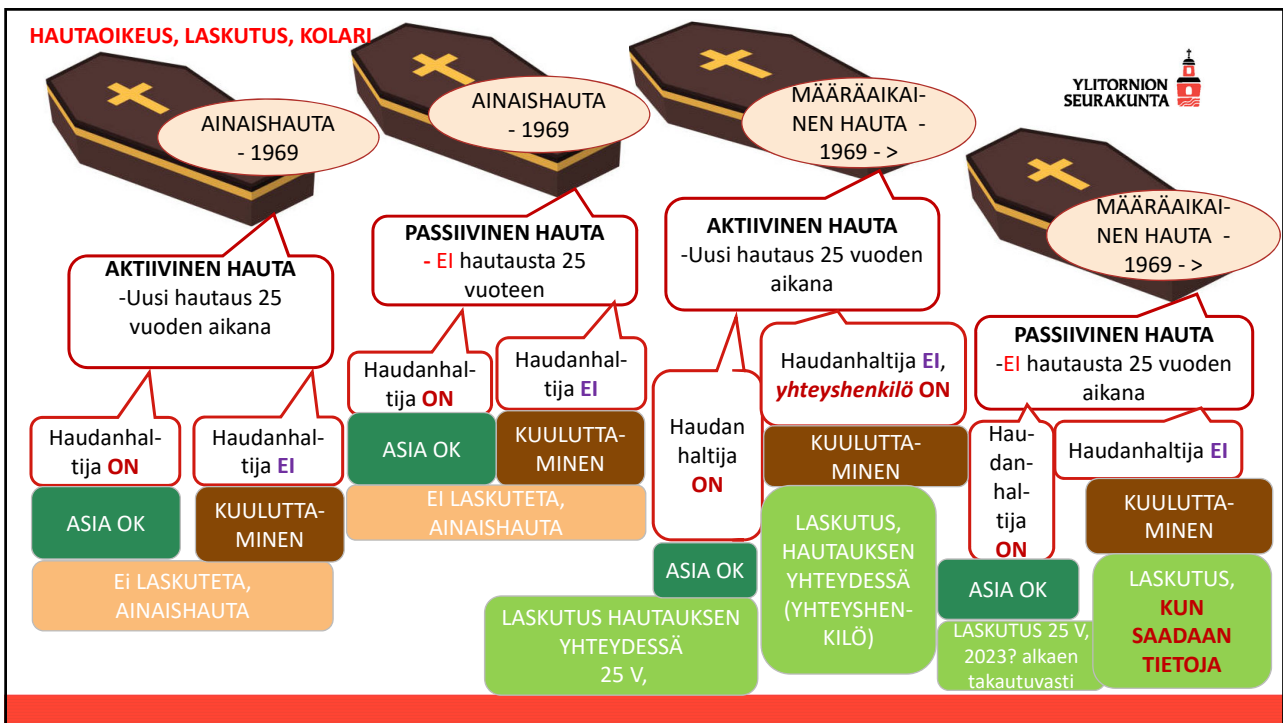 HAUTAOIKEUS, LASKUTUS, KOLARI
YLITORNION
SEURAKUNTA
AINAISHAUTA
- 1969
AKTIIVINEN HAUTA
-Uusi hautaus 25
vuoden aikana
Haudanhal-
tija ON
ASIA OK
Haudanhal-
tija EI
KUULUTTA-
MINEN
Ei LASKUTETA,
AINAISHAUTA
AINAISHAUTA
- 1969
PASSIIVINEN HAUTA
- EI hautausta 25
vuoteen
Haudanhal-
tija ON
ASIA OK
Haudanhal-
tija EI
KUULUTTA-
MINEN
EI LASKUTETA,
AINAISHAUTA
MÄÄRÄAIKAI-
NEN HAUTA -
1969 - >
AKTIIVINEN HAUTA
-Uusi hautaus 25 vuoden
aikana
Haudan
haltija
ON
ASIA OK
LASKUTUS HAUTAUKSEN
YHTEYDESSÄ
25 V,
Haudanhaltija EI,
yhteyshenkilö ON
KUULUTTA-
MINEN
LASKUTUS,
HAUTAUKSEN
YHTEYDESSÄ
(YHTEYSHEN-
KILÖ)
MÄÄRÄAIKAI-
NEN HAUTA -
1969 - >
PASSIIVINEN HAUTA
-EI hautausta 25 vuoden
aikana
Hau-
dan-
hal-
tija
ON
ASIA OK
LASKUTUS 25 V,
2023? alkaen
takautuvasti
Haudanhaltija EI
KUULUTTA-
MINEN
LASKUTUS,
KUN
SAADAAN
TIETOJA